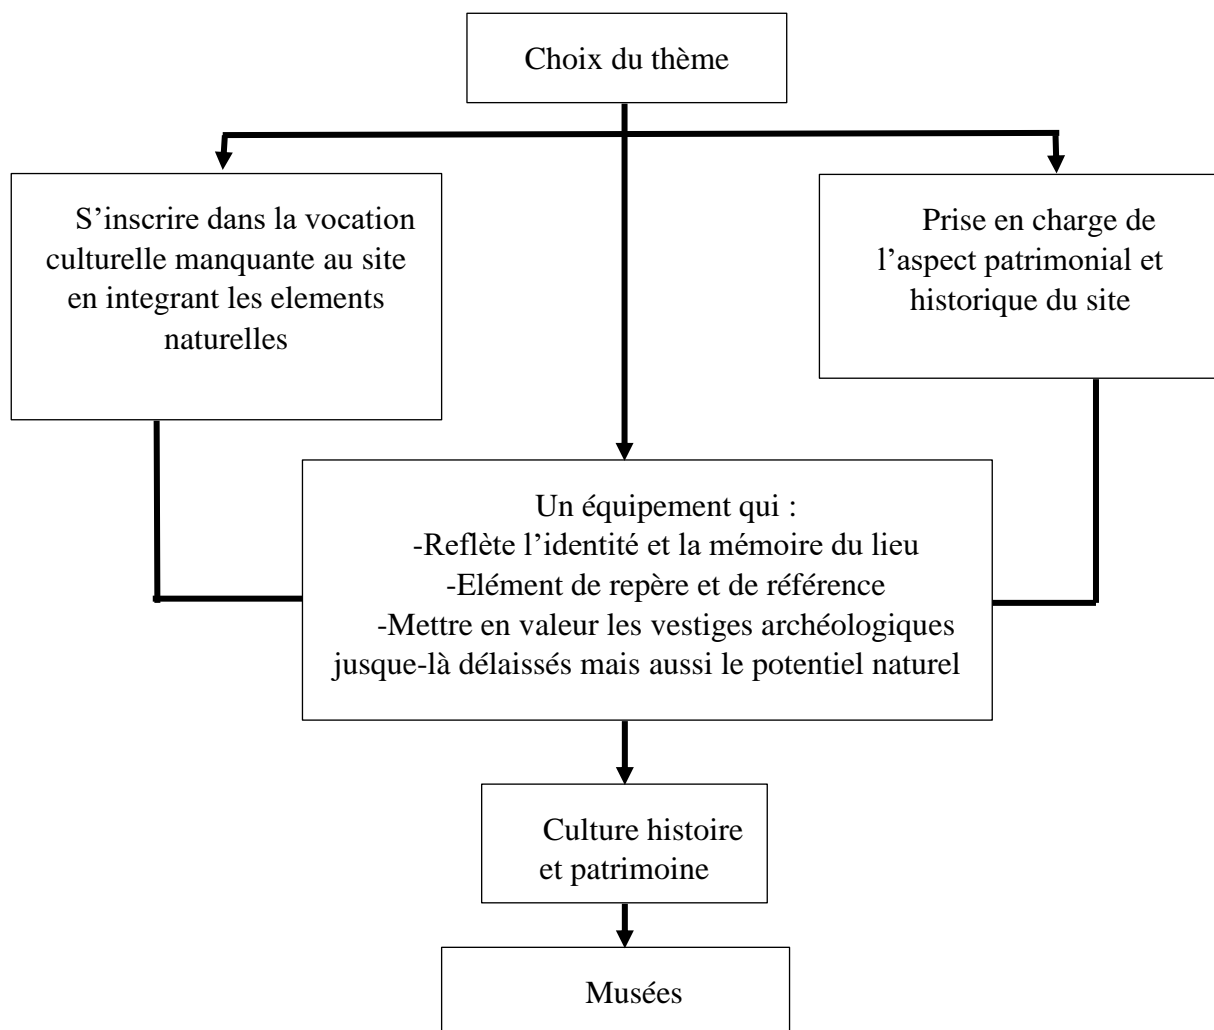 Choix du thème
S’inscrire dans la vocation
culturelle manquante au site
en integrant les elements
naturelles
Prise en charge de
l’aspect patrimonial et
historique du site
Un équipement qui :
-Reflète l’identité et la mémoire du lieu
-Elément de repère et de référence
-Mettre en valeur les vestiges archéologiques
jusque-là délaissés mais aussi le potentiel naturel
Culture histoire
et patrimoine
Musées